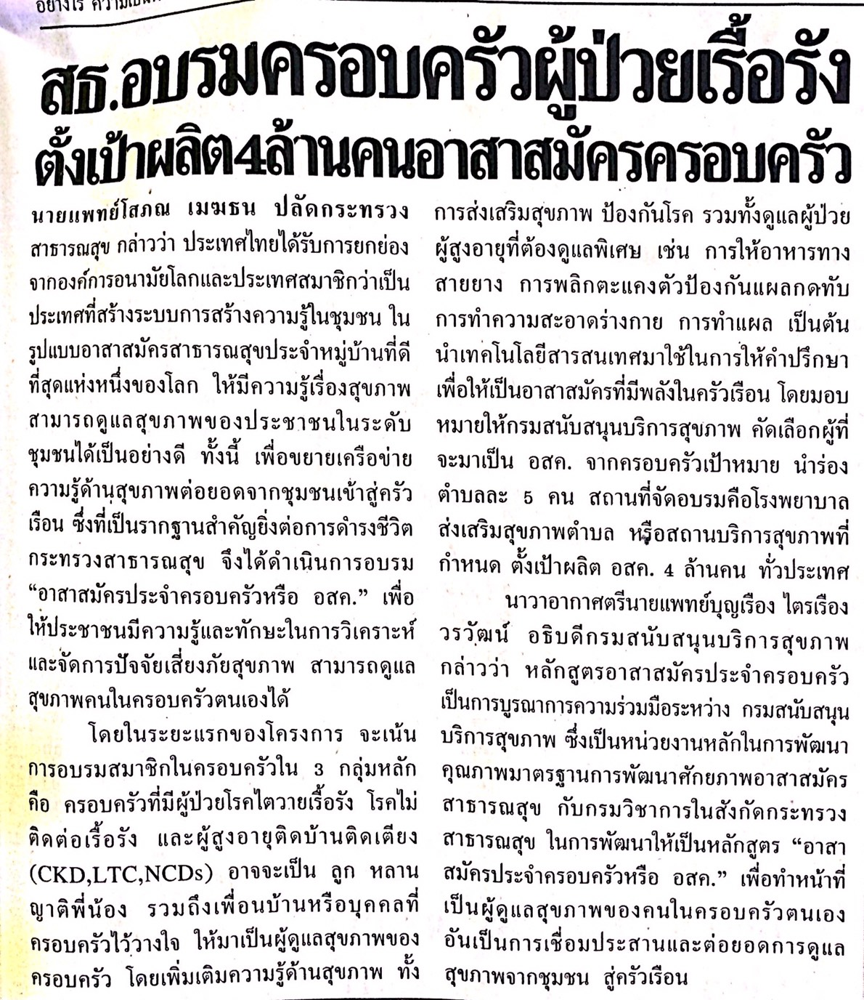 อย่างไร
สธ.อบรมครอบครัวผู้ป่วยเรื้อรัง
ตั้งเป้าผลิต4ล้านคนอาสาสมัครครอบครัว
นายแพทย์โสภณ เมฆธน ปลัดกระทรวง
สาธารณสุข กล่าวว่า ประเทศไทยได้รับการยกย่อง
จากองค์การอนามัยโลกและประเทศสมาชิกว่าเป็น
ประเทศที่สร้างระบบการสร้างความรู้ในชุมชน ใน
รูปแบบอาสาสมัครสาธารณสุขประจำหมู่บ้านที่ดี
ที่สุดแห่งหนึ่งของโลก ให้มีความรู้เรื่องสุขภาพ
สามารถดูแลสุขภาพของประชาชนในระดับ
ชุมชนได้เป็นอย่างดี ทั้งนี้ เพื่อขยายเครือข่าย
ความรู้ด้านสุขภาพต่อยอดจากชุมชนเข้าสู่ครัว
เรือน ซึ่งที่เป็นรากฐานสำคัญยิ่งต่อการดำรงชีวิต
กระทรวงสาธารณสุข จึงได้ดำเนินการอบรม
“อาสาสมัครประจำครอบครัวหรือ อสค.” เพื่อ
ให้ประชาชนมีความรู้และทักษะในการวิเคราะห์
และจัดการปัจจัยเสี่ยงภัยสุขภาพ สามารถดูแล
สุขภาพคนในครอบครัวตนเองได้
โดยในระยะแรกของโครงการ จะเน้น
การอบรมสมาชิกในครอบครัวใน 3 กลุ่มหลัก
คือ ครอบครัวที่มีผู้ป่วยโรคไตวายเรื้อรัง โรคไม่
ติดต่อเรื้อรัง และผู้สูงอายุติดบ้านติดเตียง
(CKD,LTC,NCDs) อาจจะเป็น ลูก หลาน
ญาติพี่น้อง รวมถึงเพื่อนบ้านหรือบุคคลที่
ครอบครัวไว้วางใจ ให้มาเป็นผู้ดูแลสุขภาพของ
ครอบครัว โดยเพิ่มเติมความรู้ด้านสุขภาพ ทั้ง
การส่งเสริมสุขภาพ ป้องกันโรค รวมทั้งดูแลผู้ป่วย
ผู้สูงอายุที่ต้องดูแลพิเศษ เช่น การให้อาหารทาง
สายยาง การพลิกตะแคงตัวป้องกันแผลกดทับ
การทำความสะอาดร่างกาย การทำแผล เป็นต้น
นำเทคโนโลยีสารสนเทศมาใช้ในการให้คำปรึกษา
เพื่อให้เป็นอาสาสมัครที่มีพลังในครัวเรือน โดยมอบ
หมายให้กรมสนับสนุนบริการสุขภาพ คัดเลือกผู้ที่
จะมาเป็น อสค. จากครอบครัวเป้าหมาย นำร่อง
ตำบลละ 5 คน สถานที่จัดอบรมคือโรงพยาบาล
ส่งเสริมสุขภาพตำบล หรือสถานบริการสุขภาพที่
กำหนด ตั้งเป้าผลิต อสค. 4 ล้านคน ทั่วประเทศ
นาวาอากาศตรีนายแพทย์บุญเรือง ไตรเรือง
วรวัฒน์ อธิบดีกรมสนับสนุนบริการสุขภาพ
กล่าวว่า หลักสูตรอาสาสมัครประจำครอบครัว
เป็นการบูรณาการความร่วมมือระหว่าง กรมสนับสนุน
บริการสุขภาพ ซึ่งเป็นหน่วยงานหลักในการพัฒนา
คุณภาพมาตรฐานการพัฒนาศักยภาพอาสาสมัคร
สาธารณสุข กับกรมวิชาการในสังกัดกระทรวง
สาธารณสุข ในการพัฒนาให้เป็นหลักสูตร “อาสา
สมัครประจำครอบครัวหรือ อสค.” เพื่อทำหน้าที่
เป็นผู้ดูแลสุขภาพของคนในครอบครัวตนเอง
อันเป็นการเชื่อมประสานและต่อยอดการดูแล
สุขภาพจากชุมชน สู่ครัวเรือน